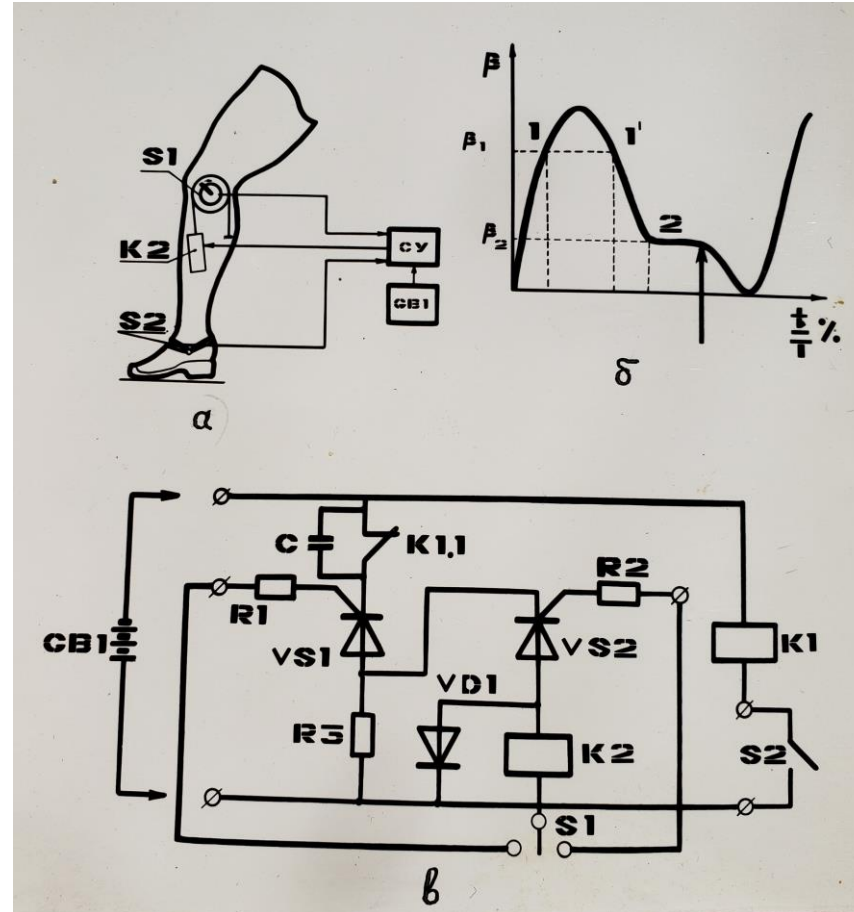 S1
K2
S2
СУ
GB1
а
β
β₁
β₂
1
1'
2
t/T %
б
C
K1.1
R1
R2
GB1
VS1
VS2
K1
VD1
R3
K2
S2
S1
в